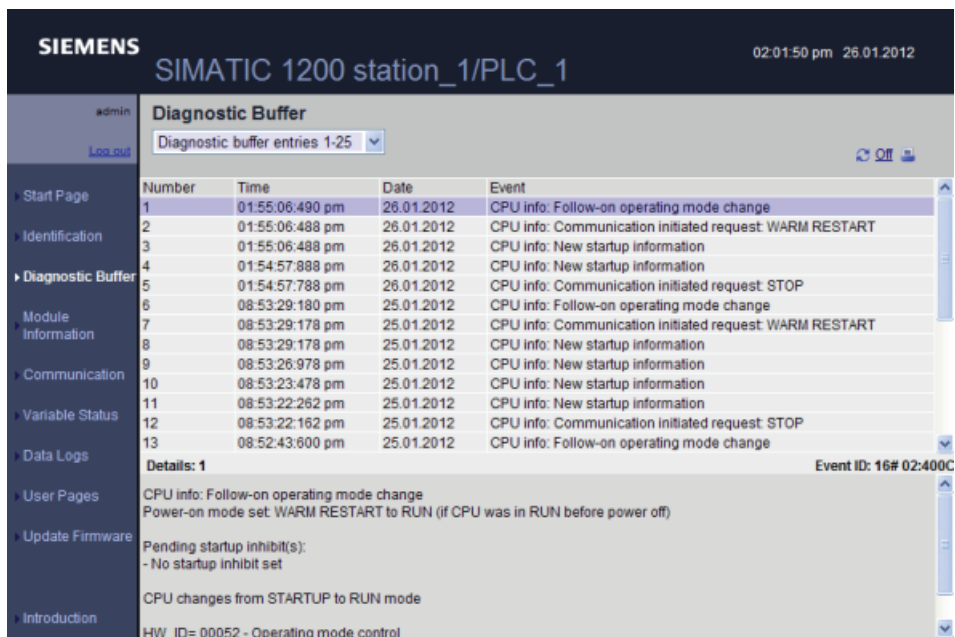 SIEMENS
SIMATIC 1200 station_1/PLC_1
02:01:50 pm 26.01.2012
admin
Log out
Diagnostic Buffer
Diagnostic buffer entries 1-25
Off
Start Page
Identification
Diagnostic Buffer
Module
Information
Communication
Variable Status
Data Logs
User Pages
Update Firmware
Introduction
Number Time Date Event
1 01:55:06:490 pm 26.01.2012 CPU info: Follow-on operating mode change
2 01:55:06:488 pm 26.01.2012 CPU info: Communication initiated request: WARM RESTART
3 01:55:06:488 pm 26.01.2012 CPU info: New startup information
4 01:54:57:888 pm 26.01.2012 CPU info: New startup information
5 01:54:57:788 pm 26.01.2012 CPU info: Communication initiated request: STOP
6 08:53:29:180 pm 25.01.2012 CPU info: Follow-on operating mode change
7 08:53:29:178 pm 25.01.2012 CPU info: Communication initiated request: WARM RESTART
8 08:53:29:178 pm 25.01.2012 CPU info: New startup information
9 08:53:26:978 pm 25.01.2012 CPU info: New startup information
10 08:53:23:478 pm 25.01.2012 CPU info: New startup information
11 08:53:22:262 pm 25.01.2012 CPU info: New startup information
12 08:53:22:162 pm 25.01.2012 CPU info: Communication initiated request: STOP
13 08:52:43:600 pm 25.01.2012 CPU info: Follow-on operating mode change
Details: 1 Event ID: 16# 02:400C
CPU info: Follow-on operating mode change
Power-on mode set: WARM RESTART to RUN (if CPU was in RUN before power off)
Pending startup inhibit(s):
- No startup inhibit set
CPU changes from STARTUP to RUN mode
HW_ID= 00052 - Operating mode control